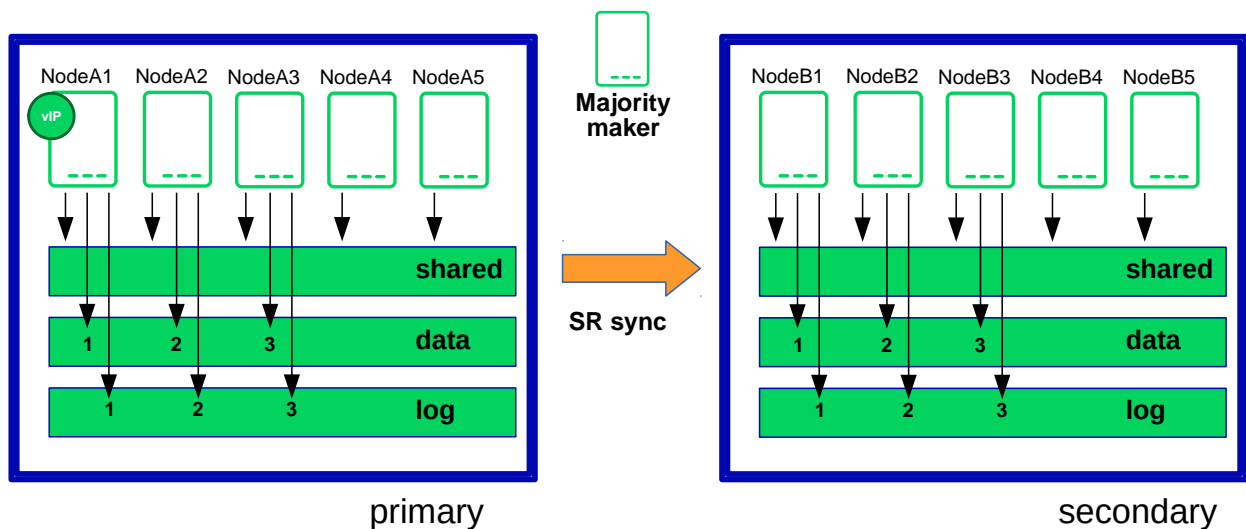 NodeA1 NodeA2 NodeA3 NodeA4 NodeA5
vIP
Majority
maker
NodeB1 NodeB2 NodeB3 NodeB4 NodeB5
shared
1 2 3 data
1 2 3 log
SR sync
shared
1 2 3 data
1 2 3 log
primary
secondary